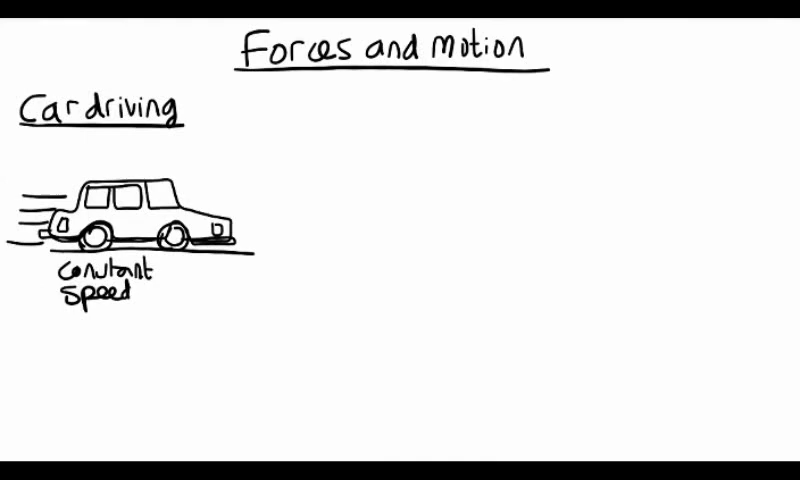 Forces and motion
Car driving
constant
speed